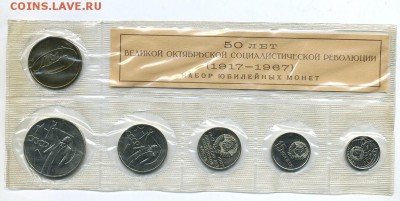 COINS.LAVE.RU
50 ЛЕТ
ВЕЛИКОЙ ОКТЯБРЬСКОЙ СОЦИАЛИСТИЧЕСКОЙ РЕВОЛЮЦИИ
(1917-1967)
НАБОР ЮБИЛЕЙНЫХ МОНЕТ